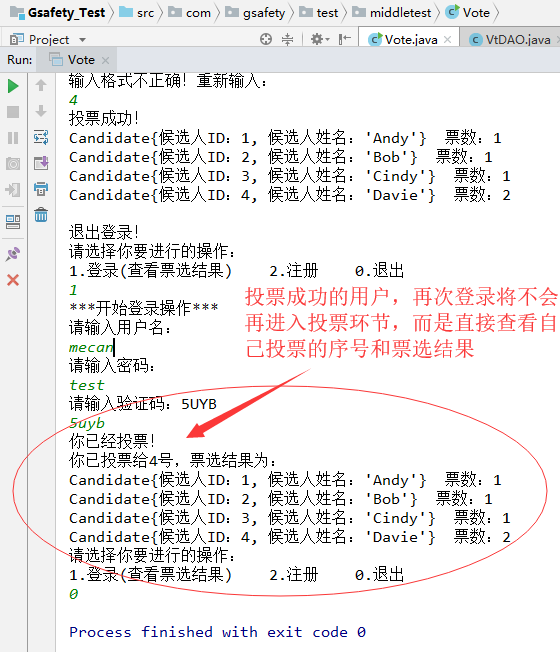 Gsafety_Test src com gsafety test middletest Vote
Project Vote.java VtDAO.java
Run: Vote
输入格式不正确! 重新输入:
4
投票成功!
Candidate{候选人ID: 1, 候选人姓名: 'Andy'} 票数: 1
Candidate{候选人ID: 2, 候选人姓名: 'Bob'} 票数: 1
Candidate{候选人ID: 3, 候选人姓名: 'Cindy'} 票数: 1
Candidate{候选人ID: 4, 候选人姓名: 'Davie'} 票数: 2
退出登录!
请选择你要进行的操作:
1.登录(查看票选结果) 2.注册 0.退出
1
***开始登录操作***
请输入用户名:
mecan
请输入密码:
test
请输入验证码: 5UYB
5uyb
投票成功的用户，再次登录将不会
再进入投票环节，而是直接查看自
己投票的序号和票选结果
你已经投票!
你已投票给4号, 票选结果为:
Candidate{候选人ID: 1, 候选人姓名: 'Andy'} 票数: 1
Candidate{候选人ID: 2, 候选人姓名: 'Bob'} 票数: 1
Candidate{候选人ID: 3, 候选人姓名: 'Cindy'} 票数: 1
Candidate{候选人ID: 4, 候选人姓名: 'Davie'} 票数: 2
请选择你要进行的操作:
1.登录(查看票选结果) 2.注册 0.退出
0
Process finished with exit code 0